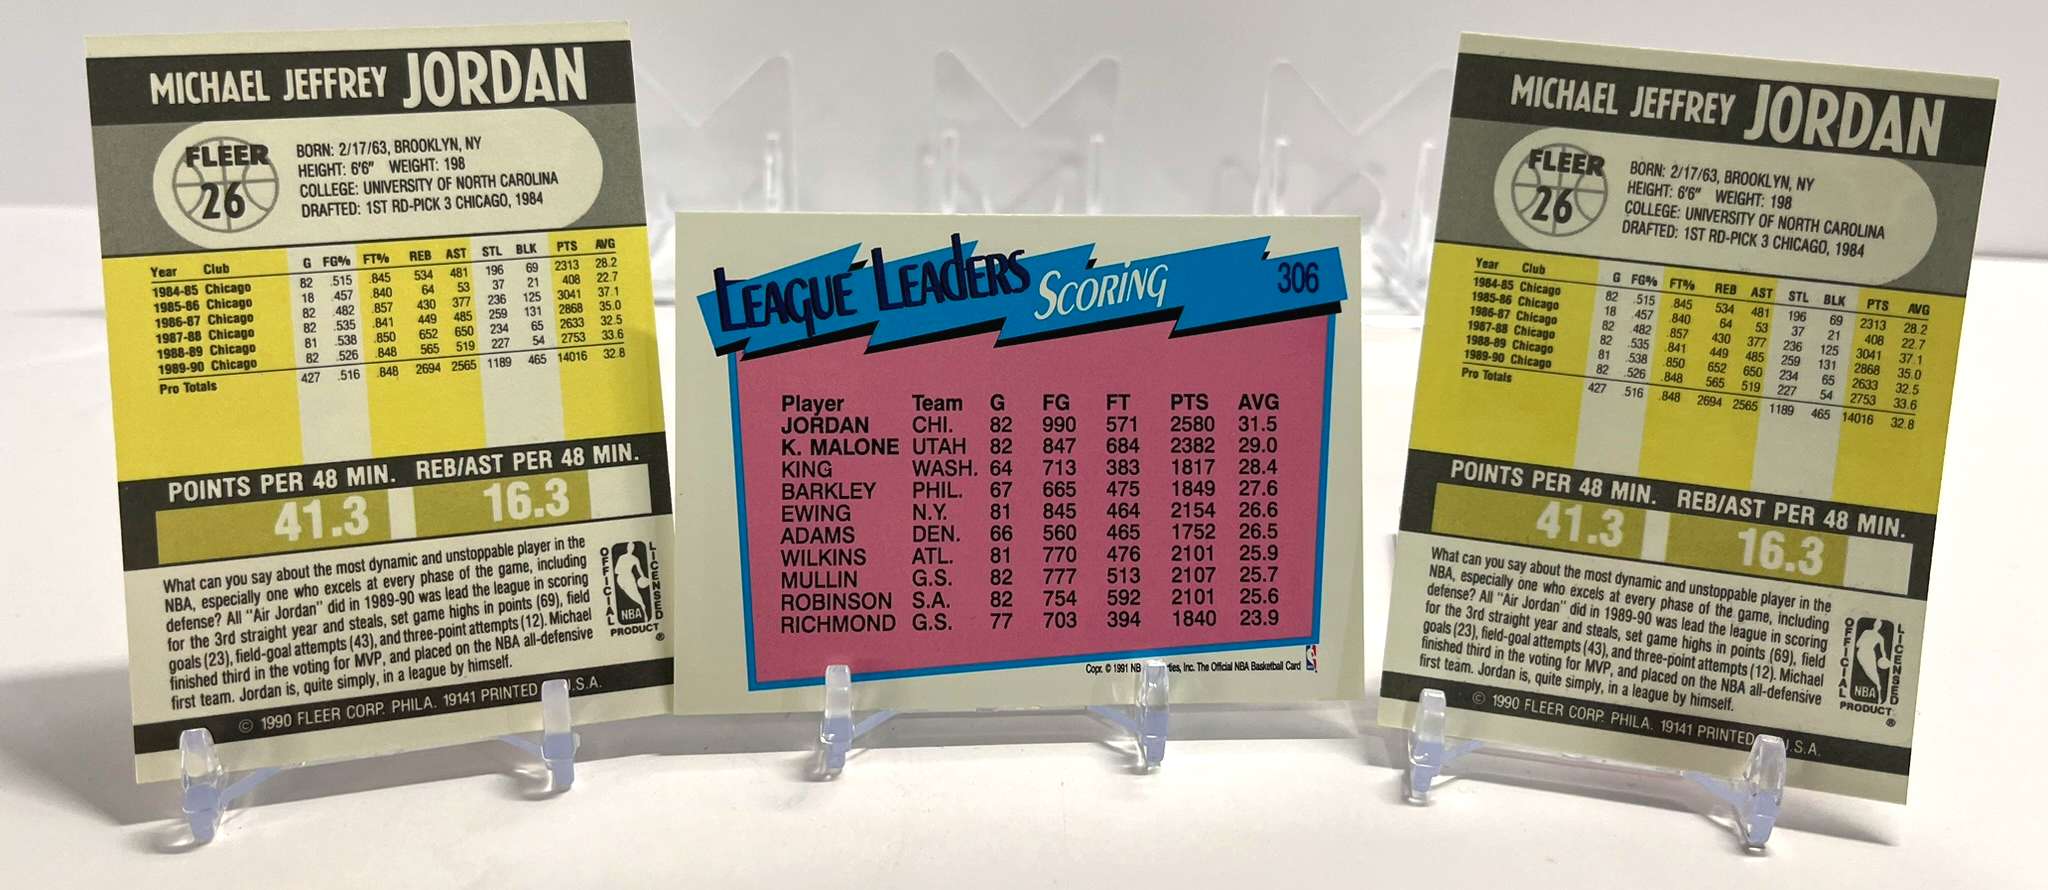 MICHAEL JEFFREY JORDAN
FLEER
26
BORN: 2/17/63, BROOKLYN, NY
HEIGHT: 6'6" WEIGHT: 198
COLLEGE: UNIVERSITY OF NORTH CAROLINA
DRAFTED: 1ST RD-PICK 3 CHICAGO, 1984
Year Club G FG% FT% REB AST STL BLK PTS AVG
1984-85 Chicago 82 .515 .845 534 481 196 69 2313 28.2
1985-86 Chicago 18 .457 .840 64 53 37 21 408 22.7
1986-87 Chicago 82 .482 .857 430 377 236 125 3041 37.1
1987-88 Chicago 82 .535 .841 449 485 259 131 2868 35.0
1988-89 Chicago 81 .538 .850 652 650 234 65 2633 32.5
1989-90 Chicago 82 .526 .848 565 519 227 54 2753 33.6
Pro Totals 427 .516 .848 2694 2565 1189 465 14016 32.8
POINTS PER 48 MIN. REB/AST PER 48 MIN.
41.3 16.3
What can you say about the most dynamic and unstoppable player in the
NBA, especially one who excels at every phase of the game, including
defense? All "Air Jordan" did in 1989-90 was lead the league in scoring
for the 3rd straight year and steals, set game highs in points (69), field
goals (23), field-goal attempts (43), and three-point attempts (12). Michael
finished third in the voting for MVP, and placed on the NBA all-defensive
first team. Jordan is, quite simply, in a league by himself.
OFFICIAL
LICENSED
NBA
PRODUCT ®
© 1990 FLEER CORP. PHILA. 19141 PRINTED U.S.A.
LEAGUE LEADERS SCORING 306
Player Team G FG FT PTS AVG
JORDAN CHI. 82 990 571 2580 31.5
K. MALONE UTAH 82 847 684 2382 29.0
KING WASH. 64 713 383 1817 28.4
BARKLEY PHIL. 67 665 475 1849 27.6
EWING N.Y. 81 845 464 2154 26.6
ADAMS DEN. 66 560 465 1752 26.5
WILKINS ATL. 81 770 476 2101 25.9
MULLIN G.S. 82 777 513 2107 25.7
ROBINSON S.A. 82 754 592 2101 25.6
RICHMOND G.S. 77 703 394 1840 23.9
Copr. © 1991 NB rties, Inc. The Official NBA Basketball Card
MICHAEL JEFFREY JORDAN
FLEER
26
BORN: 2/17/63, BROOKLYN, NY
HEIGHT: 6'6" WEIGHT: 198
COLLEGE: UNIVERSITY OF NORTH CAROLINA
DRAFTED: 1ST RD-PICK 3 CHICAGO, 1984
Year Club G FG% FT% REB AST STL BLK PTS AVG
1984-85 Chicago 82 .515 .845 534 481 196 69 2313 28.2
1985-86 Chicago 18 .457 .840 64 53 37 21 408 22.7
1986-87 Chicago 82 .482 .857 430 377 236 125 3041 37.1
1987-88 Chicago 82 .535 .841 449 485 259 131 2868 35.0
1988-89 Chicago 81 .538 .850 652 650 234 65 2633 32.5
1989-90 Chicago 82 .526 .848 565 519 227 54 2753 33.6
Pro Totals 427 .516 .848 2694 2565 1189 465 14016 32.8
POINTS PER 48 MIN. REB/AST PER 48 MIN.
41.3 16.3
What can you say about the most dynamic and unstoppable player in the
NBA, especially one who excels at every phase of the game, including
defense? All "Air Jordan" did in 1989-90 was lead the league in scoring
for the 3rd straight year and steals, set game highs in points (69), field
goals (23), field-goal attempts (43), and three-point attempts (12). Michael
finished third in the voting for MVP, and placed on the NBA all-defensive
first team. Jordan is, quite simply, in a league by himself.
OFFICIAL
LICENSED
NBA
PRODUCT ®
© 1990 FLEER CORP. PHILA. 19141 PRINTED U.S.A.